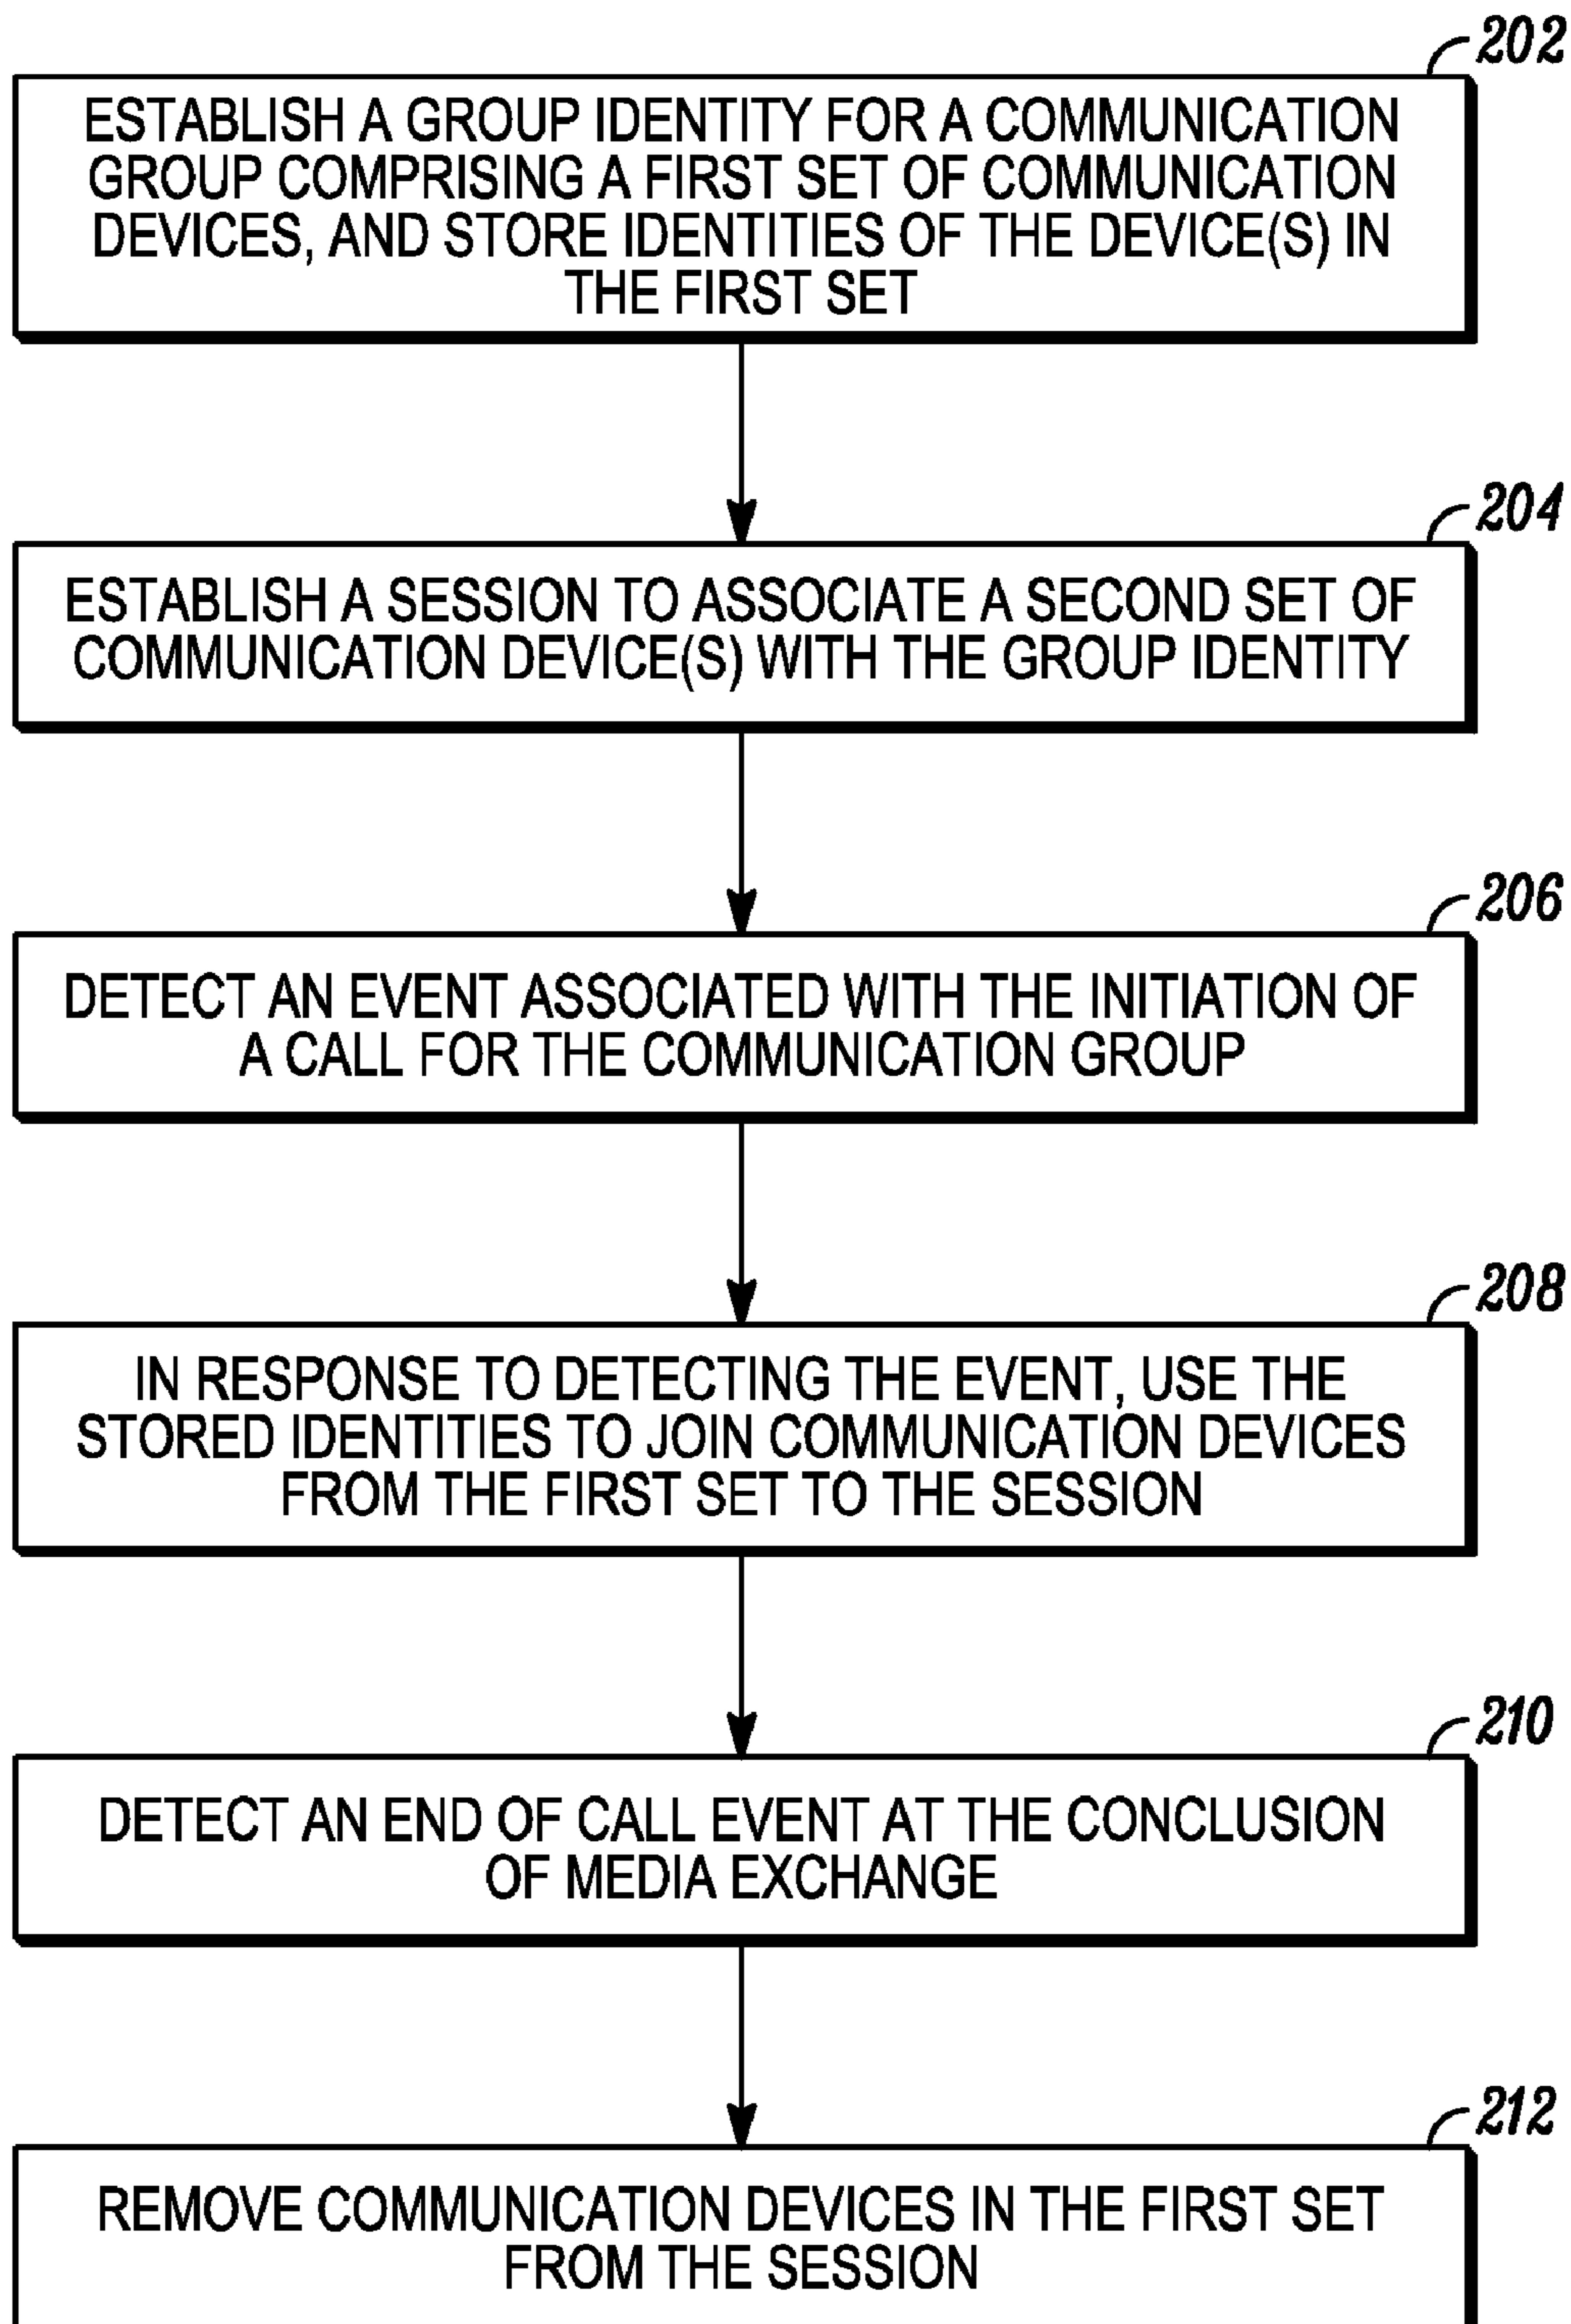 202
ESTABLISH A GROUP IDENTITY FOR A COMMUNICATION
GROUP COMPRISING A FIRST SET OF COMMUNICATION
DEVICES, AND STORE IDENTITIES OF THE DEVICE(S) IN
THE FIRST SET
204
ESTABLISH A SESSION TO ASSOCIATE A SECOND SET OF
COMMUNICATION DEVICE(S) WITH THE GROUP IDENTITY
206
DETECT AN EVENT ASSOCIATED WITH THE INITIATION OF
A CALL FOR THE COMMUNICATION GROUP
208
IN RESPONSE TO DETECTING THE EVENT, USE THE
STORED IDENTITIES TO JOIN COMMUNICATION DEVICES
FROM THE FIRST SET TO THE SESSION
210
DETECT AN END OF CALL EVENT AT THE CONCLUSION
OF MEDIA EXCHANGE
212
REMOVE COMMUNICATION DEVICES IN THE FIRST SET
FROM THE SESSION